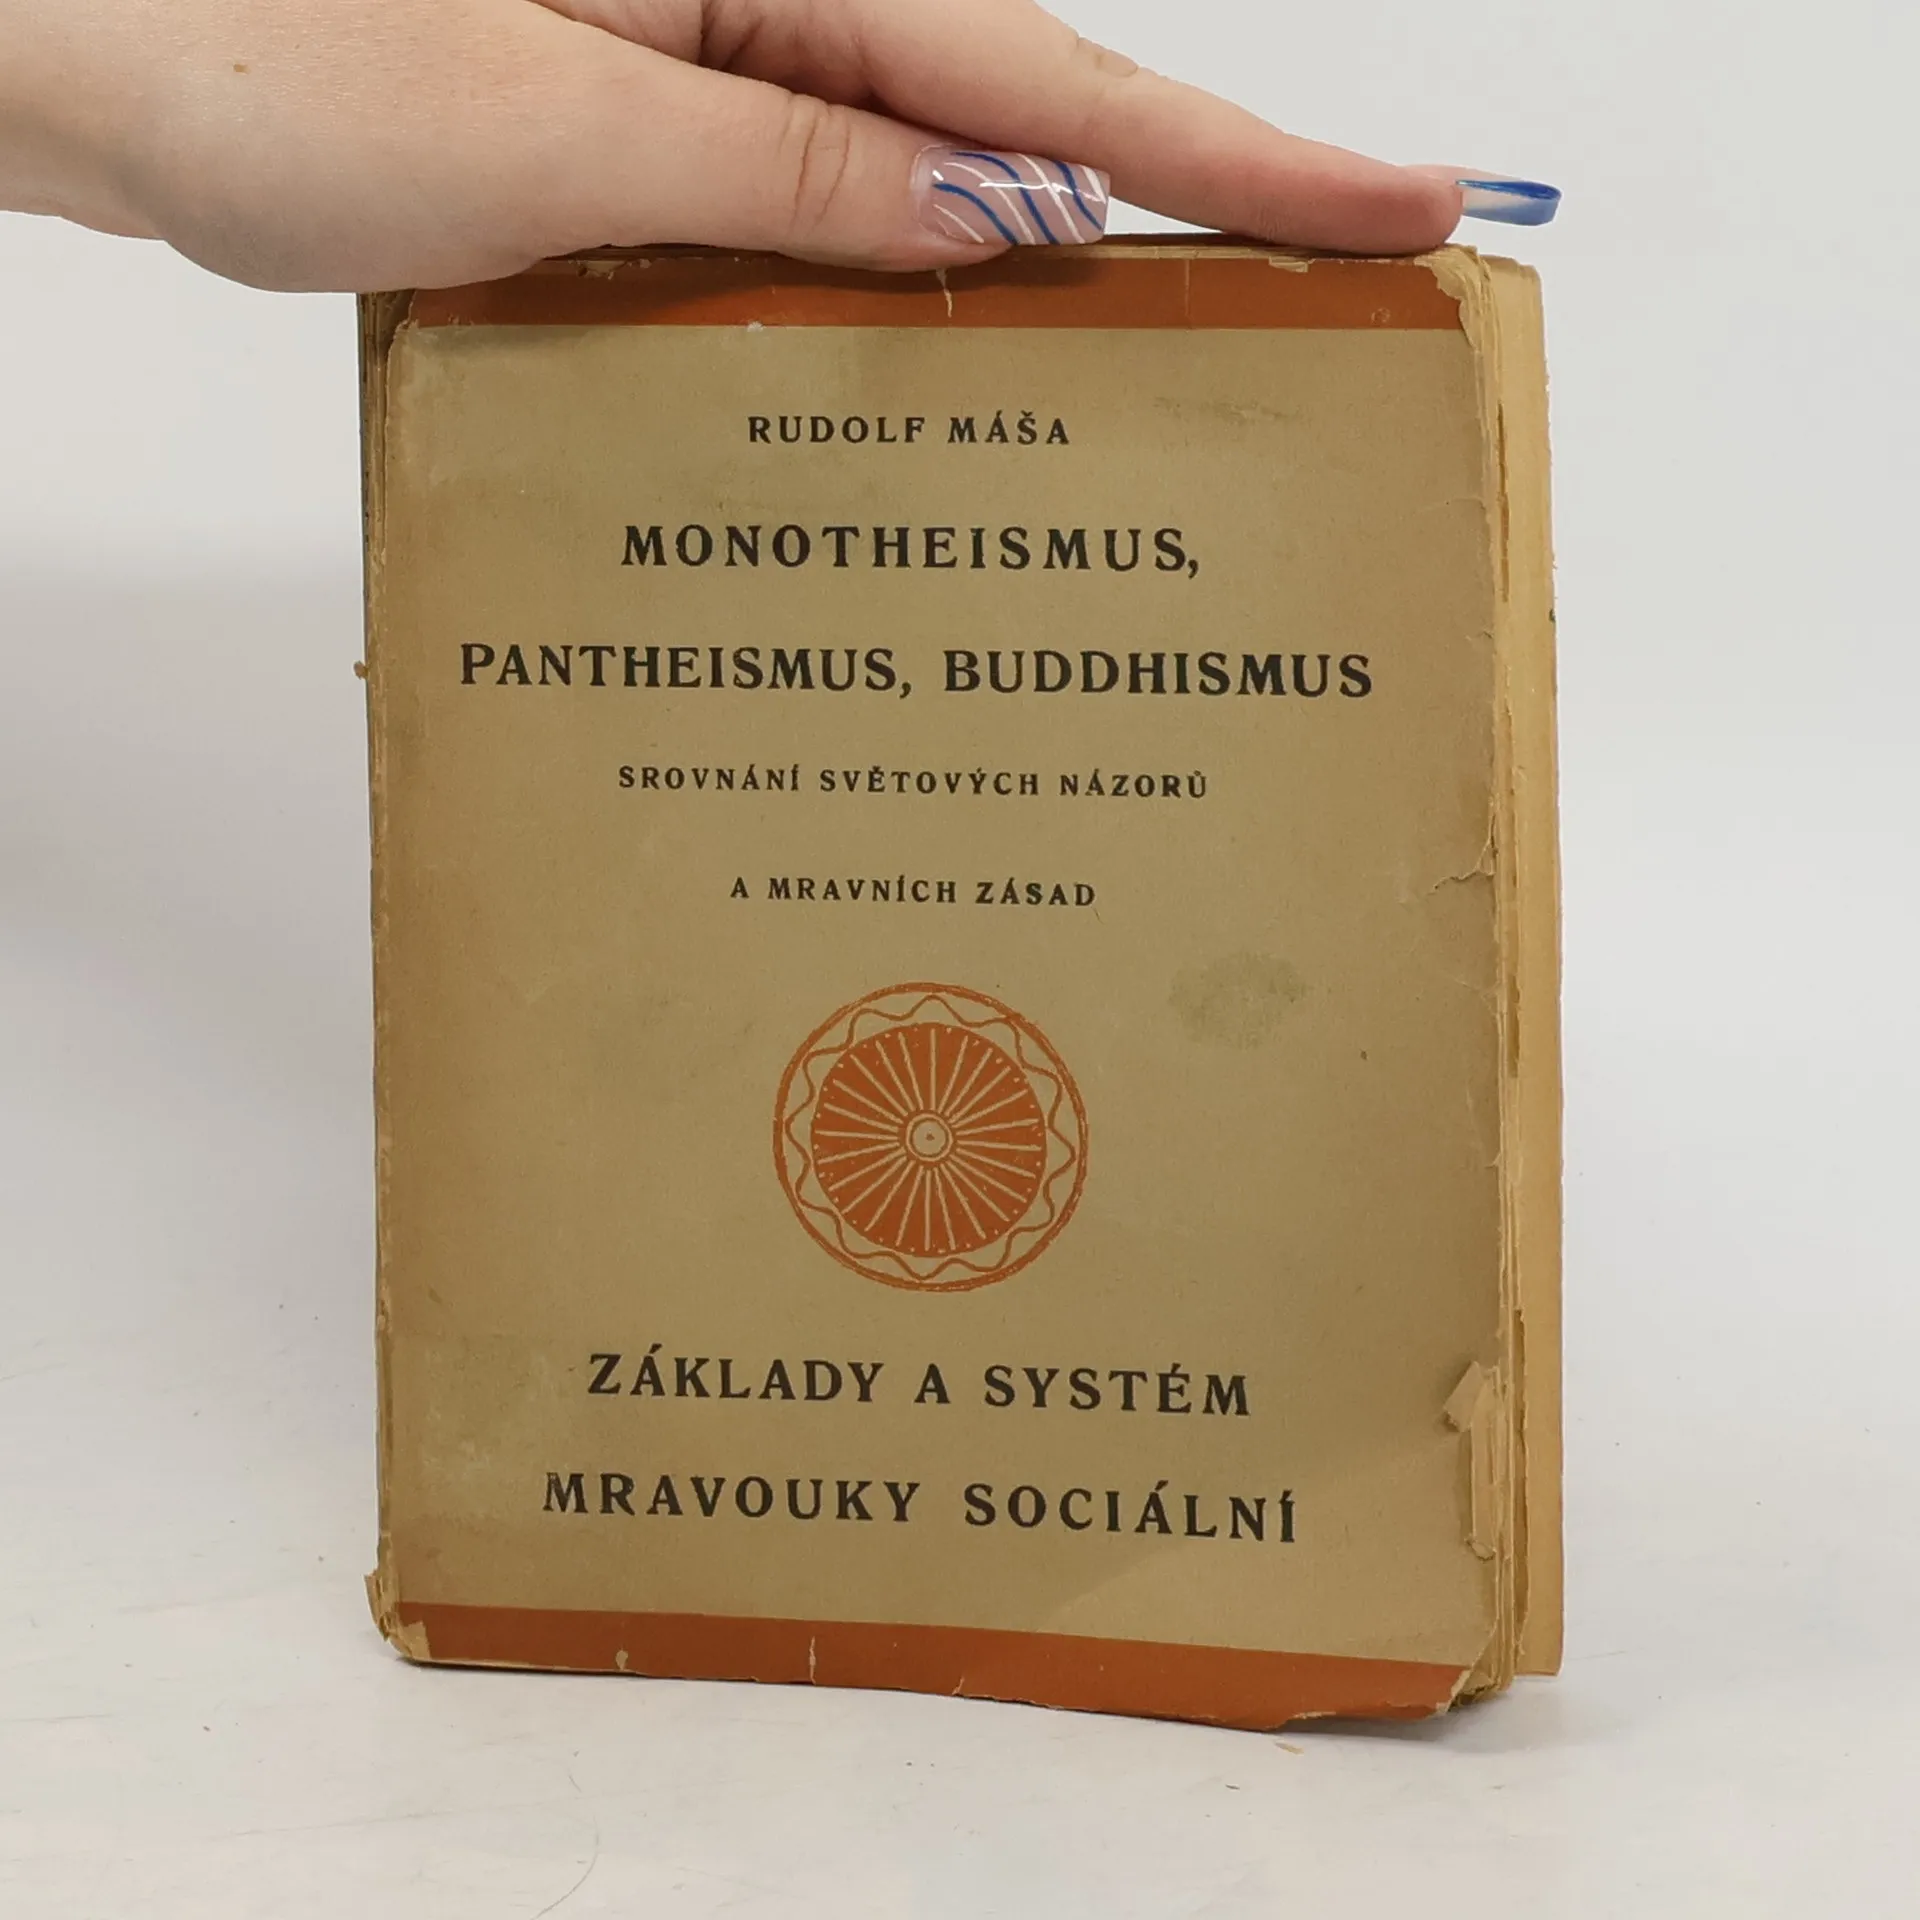 RUDOLF MÁŠA
MONOTHEISMUS,
PANTHEISMUS, BUDDHISMUS
SROVNÁNÍ SVĚTOVÝCH NÁZORŮ
A MRAVNÍCH ZÁSAD
ZÁKLADY A SYSTÉM
MRAVOUKY SOCIÁLNÍ